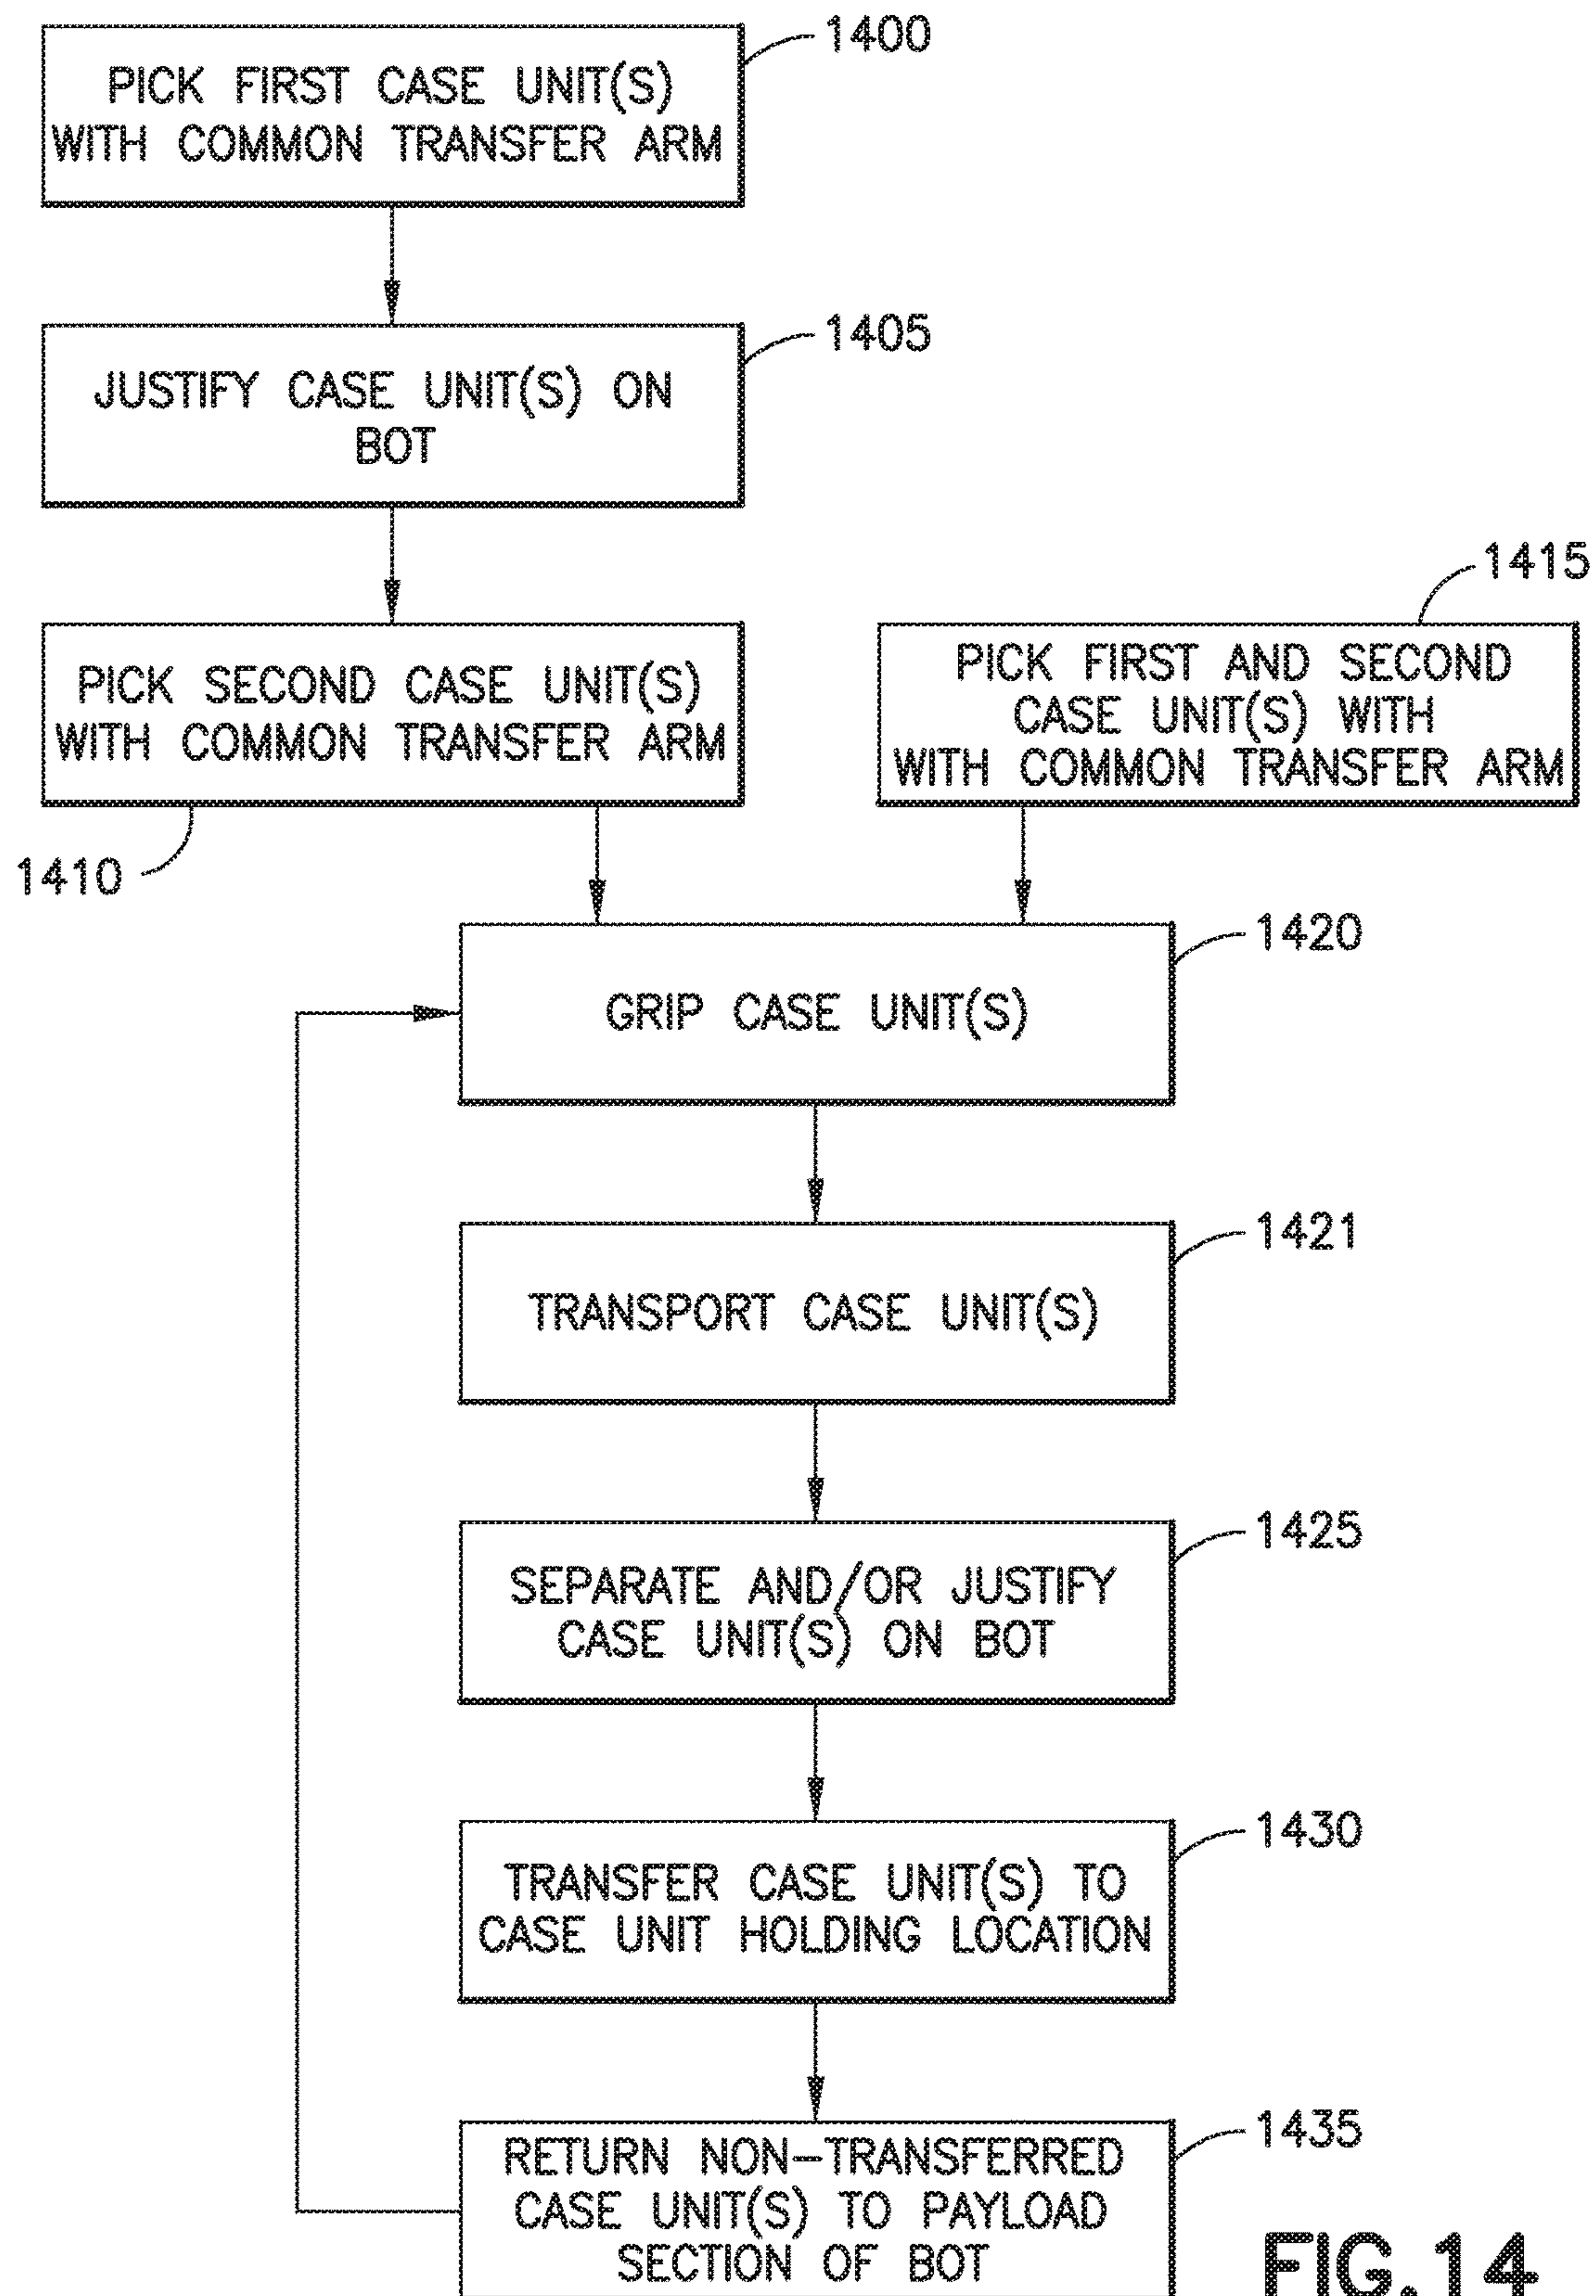 1400
PICK FIRST CASE UNIT(S)
WITH COMMON TRANSFER ARM
1405
JUSTIFY CASE UNIT(S) ON
BOT
PICK SECOND CASE UNIT(S)
WITH COMMON TRANSFER ARM
1410
1415
PICK FIRST AND SECOND
CASE UNIT(S) WITH
WITH COMMON TRANSFER ARM
1420
GRIP CASE UNIT(S)
1421
TRANSPORT CASE UNIT(S)
1425
SEPARATE AND/OR JUSTIFY
CASE UNIT(S) ON BOT
1430
TRANSFER CASE UNIT(S) TO
CASE UNIT HOLDING LOCATION
1435
RETURN NON-TRANSFERRED
CASE UNIT(S) TO PAYLOAD
SECTION OF BOT
FIG.14